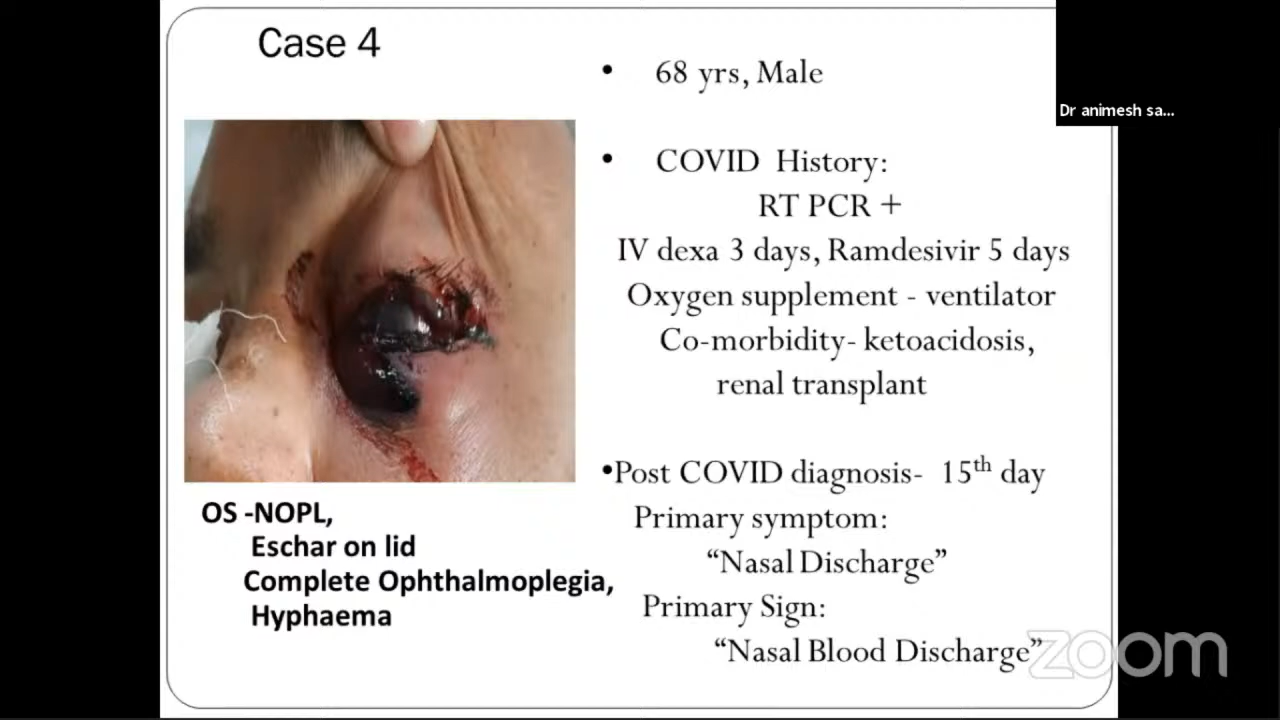 Case 4
Dr animesh sa...
• 68 yrs, Male
• COVID History:
RT PCR +
IV dexa 3 days, Ramdesivir 5 days
Oxygen supplement - ventilator
Co-morbidity- ketoacidosis,
renal transplant
•Post COVID diagnosis- 15th day
Primary symptom:
“Nasal Discharge”
Primary Sign:
“Nasal Blood Discharge”
OS -NOPL,
Eschar on lid
Complete Ophthalmoplegia,
Hyphaema
zoom